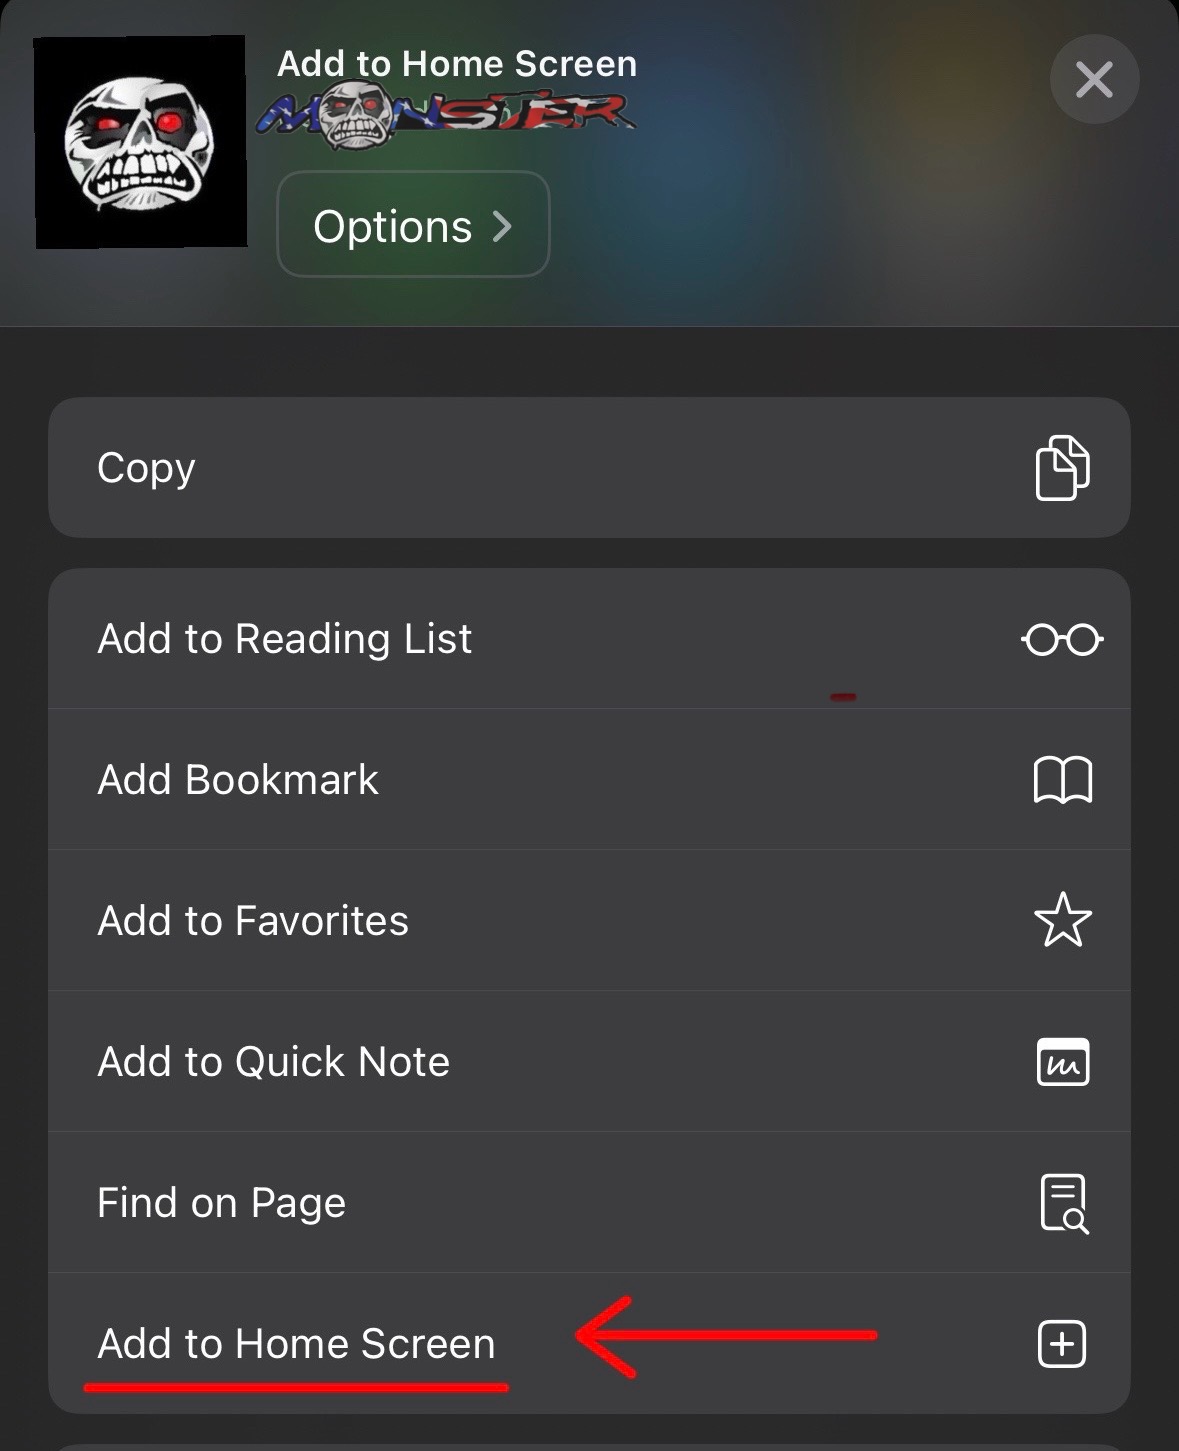 Add to Home Screen
MONSTER
Options
Copy
Add to Reading List
Add Bookmark
Add to Favorites
Add to Quick Note
Find on Page
Add to Home Screen